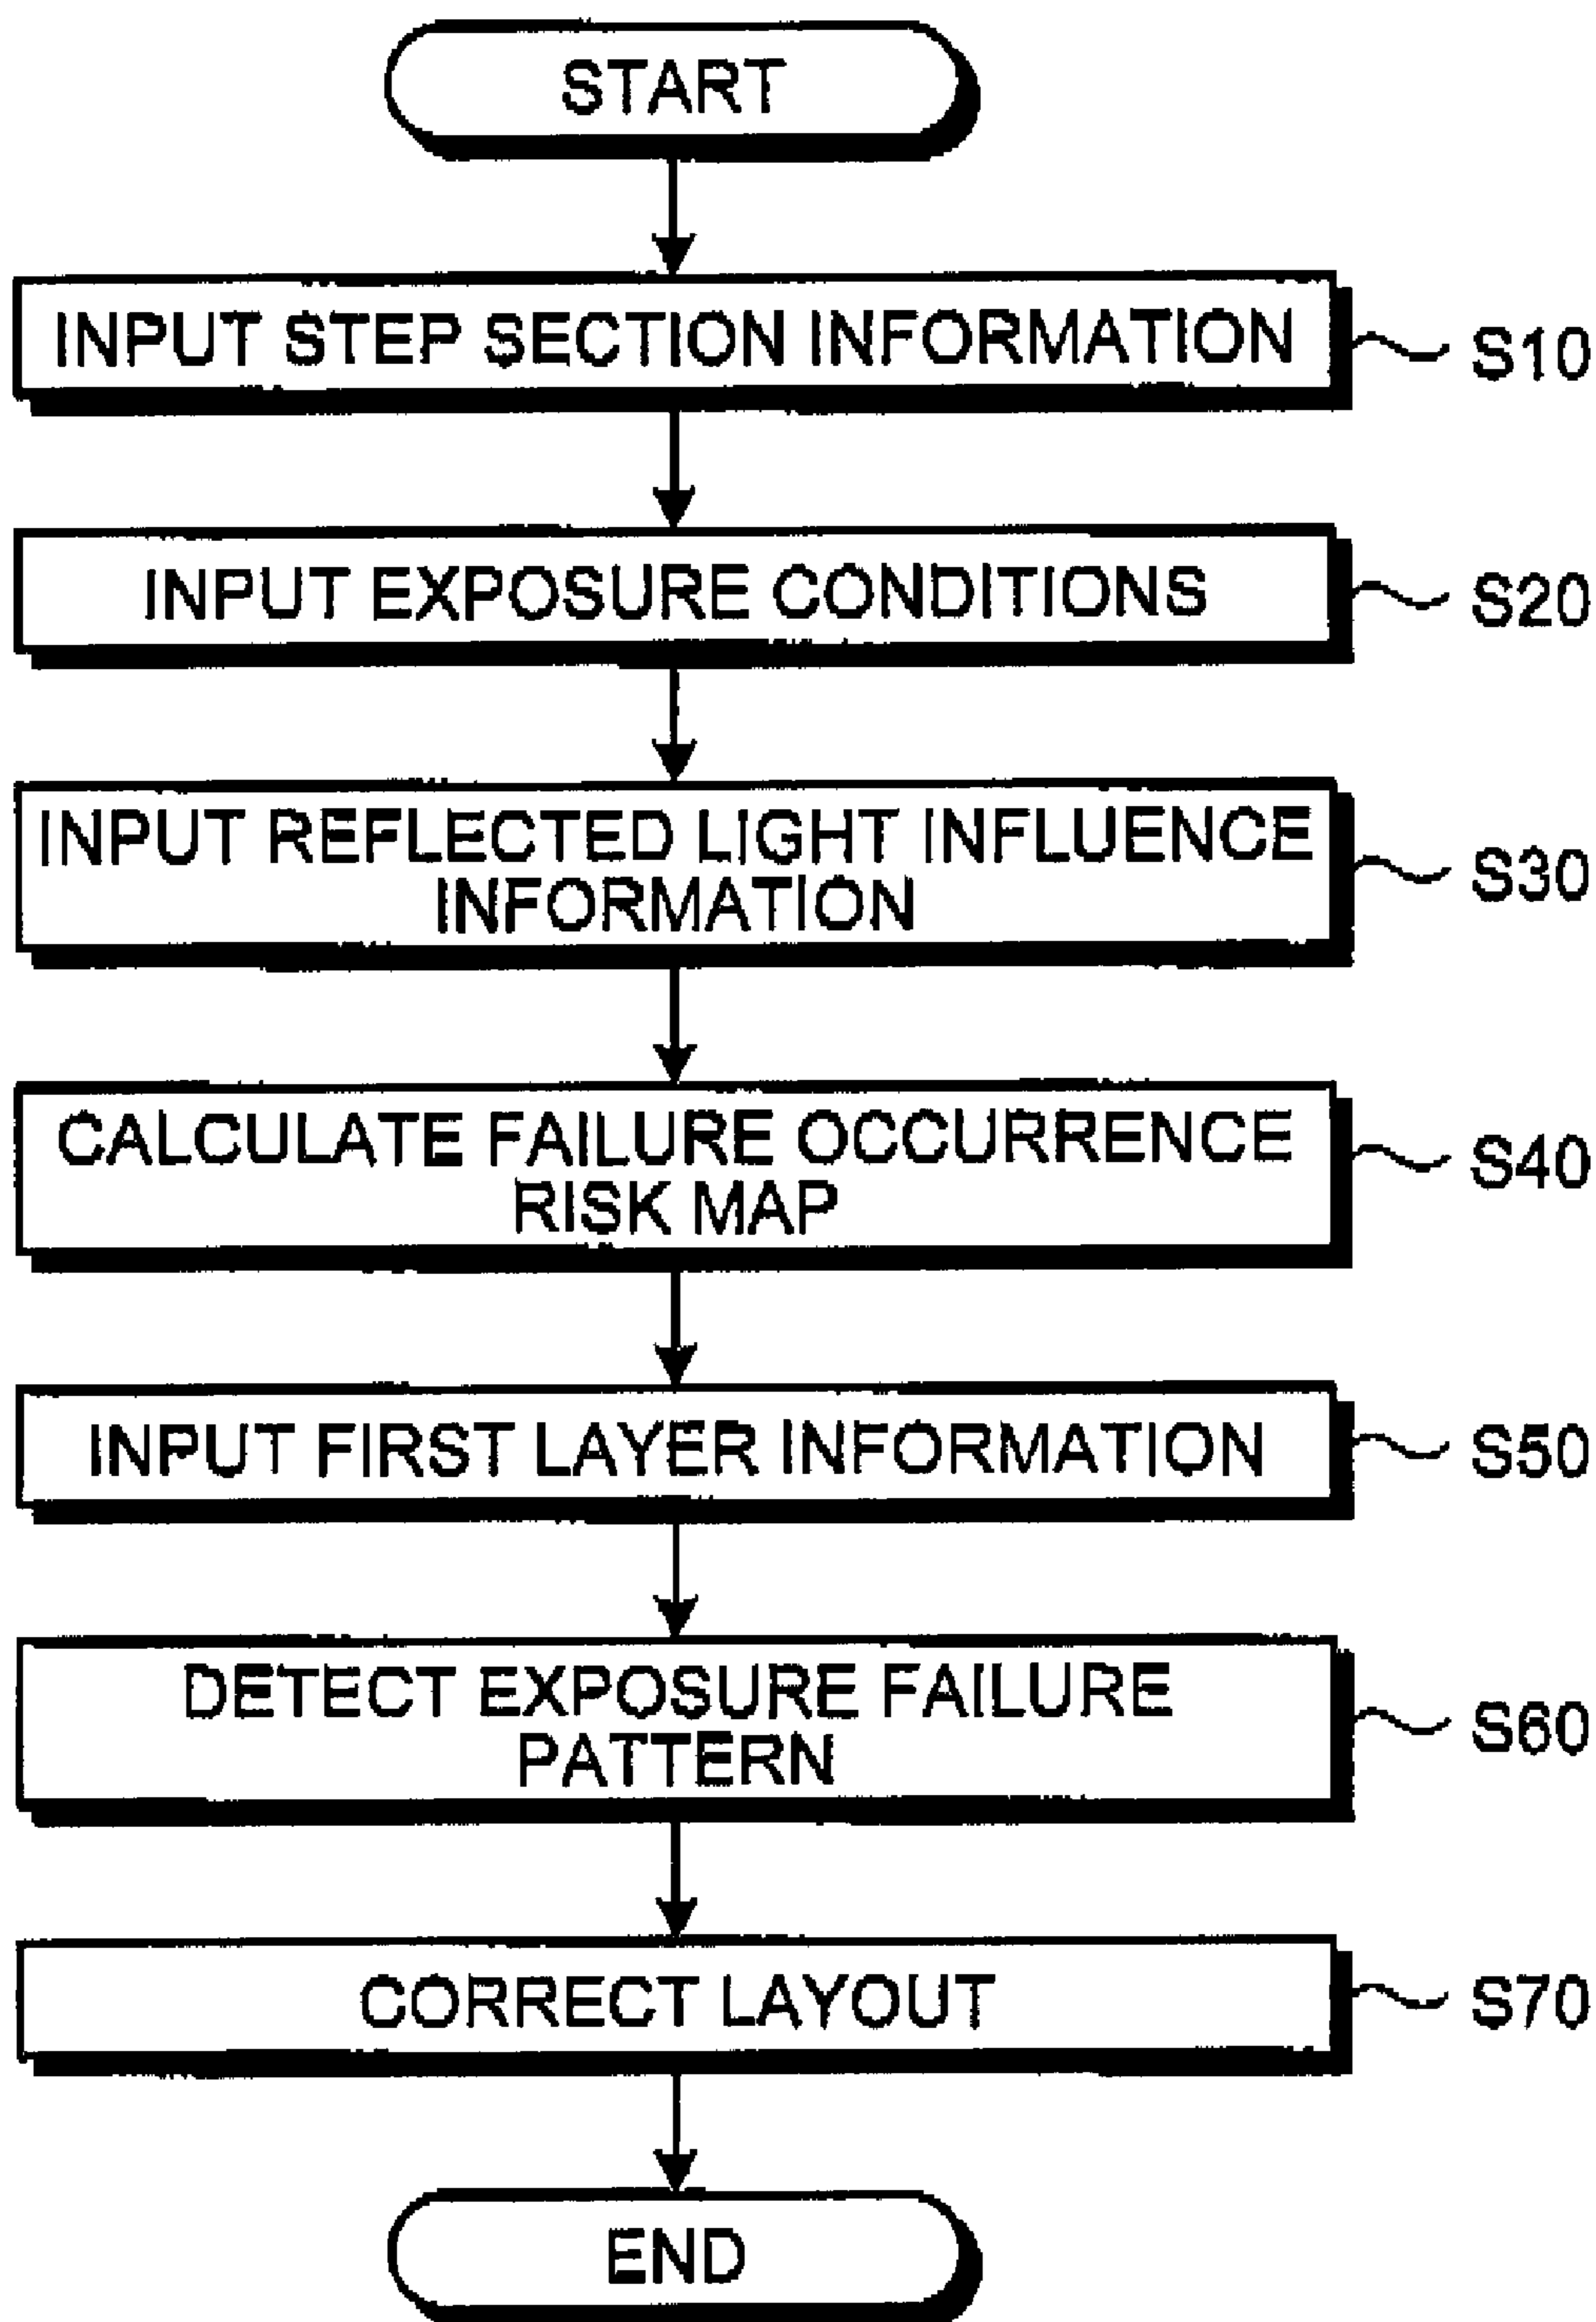 START
INPUT STEP SECTION INFORMATION
S10
INPUT EXPOSURE CONDITIONS
S20
INPUT REFLECTED LIGHT INFLUENCE
INFORMATION
S30
CALCULATE FAILURE OCCURRENCE
RISK MAP
S40
INPUT FIRST LAYER INFORMATION
S50
DETECT EXPOSURE FAILURE
PATTERN
S60
CORRECT LAYOUT
S70
END